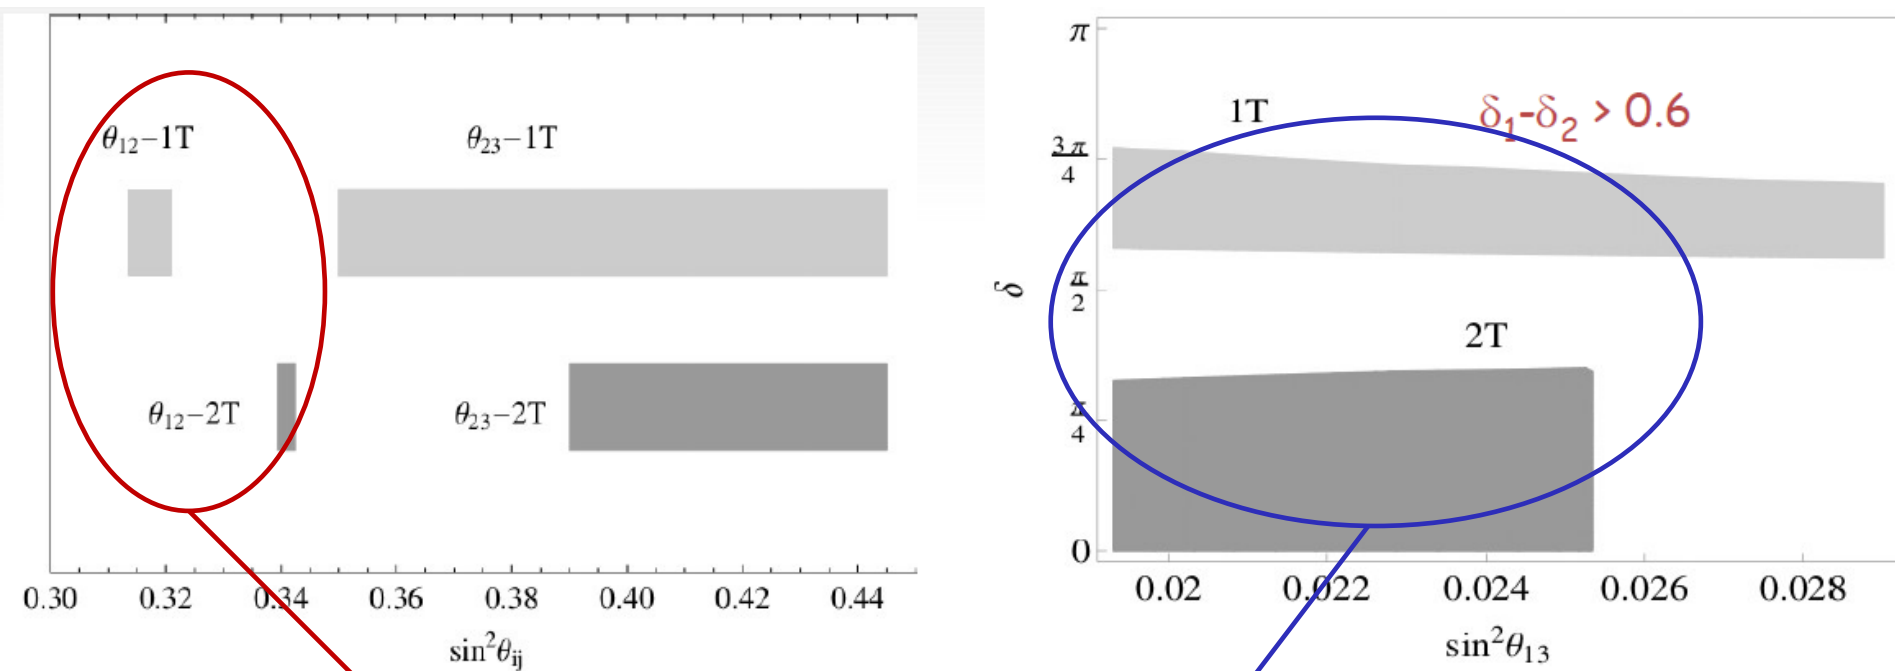 θ₁₂−1T
θ₂₃−1T
θ₁₂−2T
θ₂₃−2T
0.30 0.32 0.34 0.36 0.38 0.40 0.42 0.44
sin²θᵢⱼ
π
3π/4
π/2
π/4
0
δ
1T
δ₁-δ₂ > 0.6
2T
0.02 0.022 0.024 0.026 0.028
sin²θ₁₃